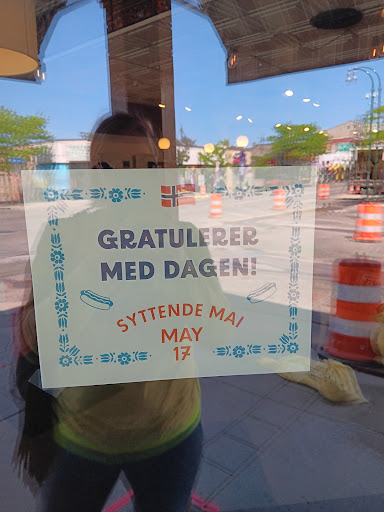 GRATULERER
MED DAGEN!
SYTTENDE MAI
MAY
17